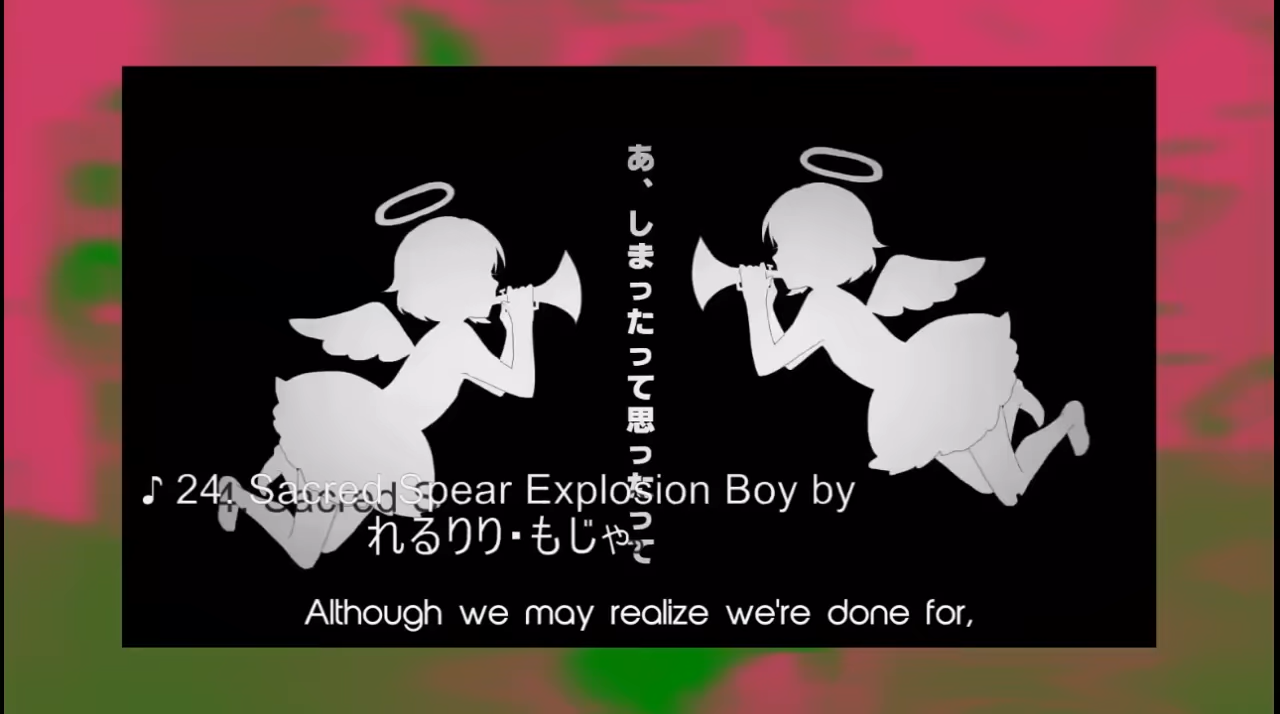 あ、しまったって思ったって
♪ 24. Sacred Spear Explosion Boy by
れるりり・もじゃ
Although we may realize we're done for,